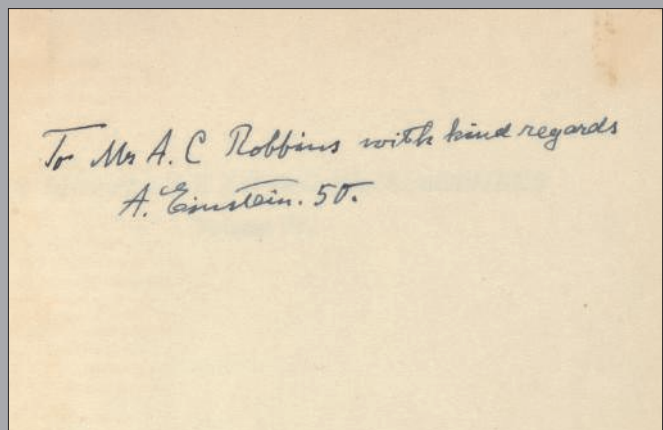 To Mr A. C Robbins with kind regards
A. Einstein. 50.